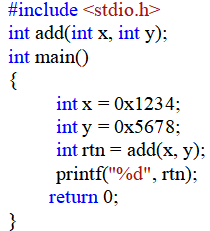 #include <stdio.h>
int add(int x, int y);
int main()
{
int x = 0x1234;
int y = 0x5678;
int rtn = add(x, y);
printf("%d", rtn);
return 0;
}